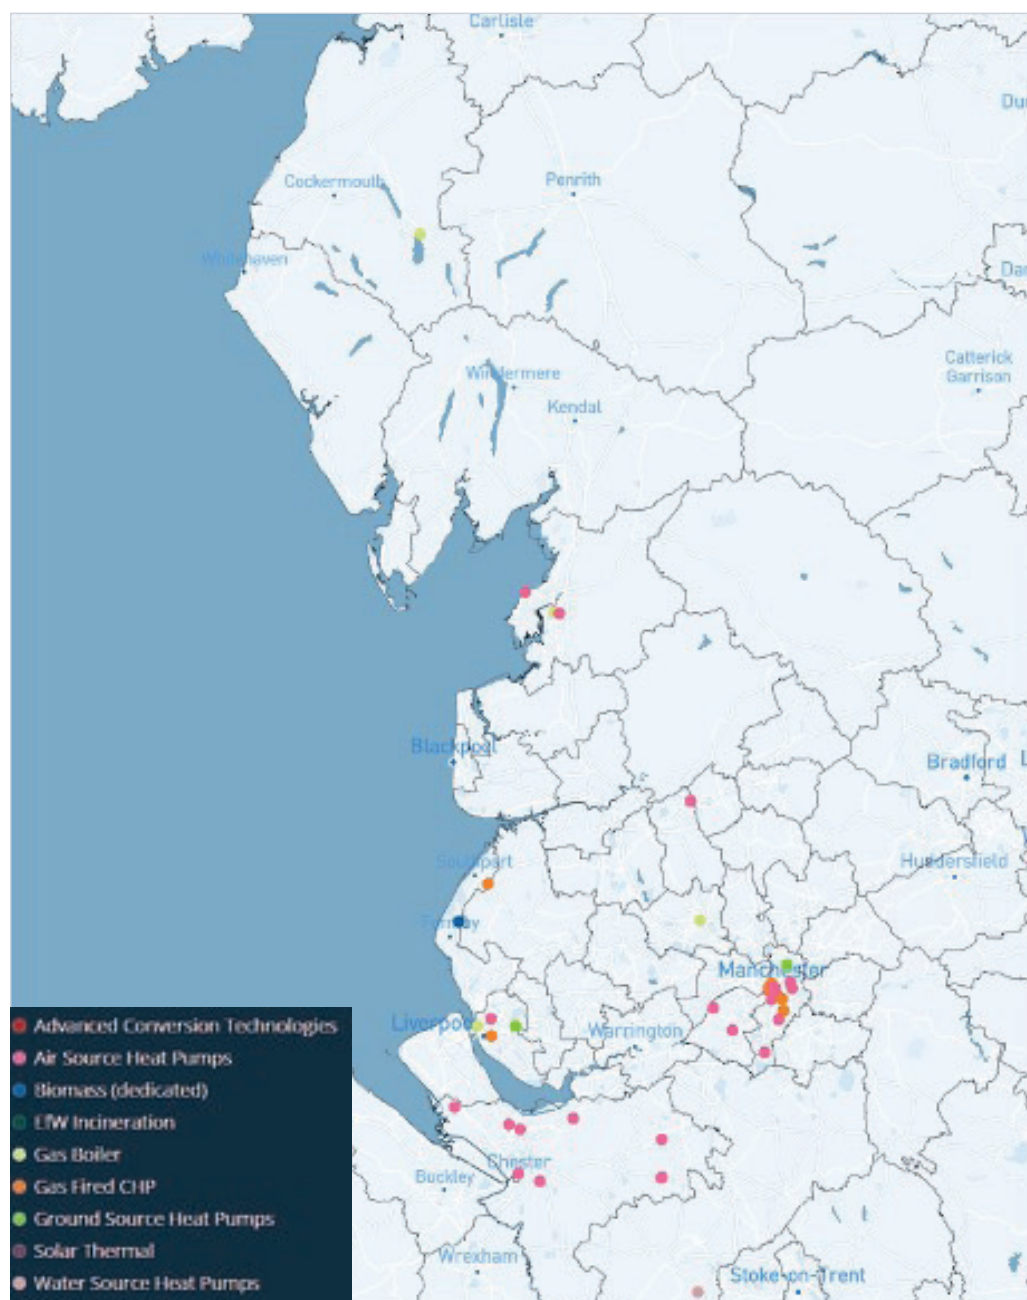 Carlisle
Du
Cockermouth
Penrith
Whitehaven
Dar
Catterick
Garrison
Windermere
Kendal
Blackpool
Bradford
L
Southport
Huddersfield
Formby
Manchester
Liverpool
Warrington
Chester
Buckley
Wrexham
Stoke-on-Trent
Advanced Conversion Technologies
Air Source Heat Pumps
Biomass (dedicated)
EfW Incineration
Gas Boiler
Gas Fired CHP
Ground Source Heat Pumps
Solar Thermal
Water Source Heat Pumps